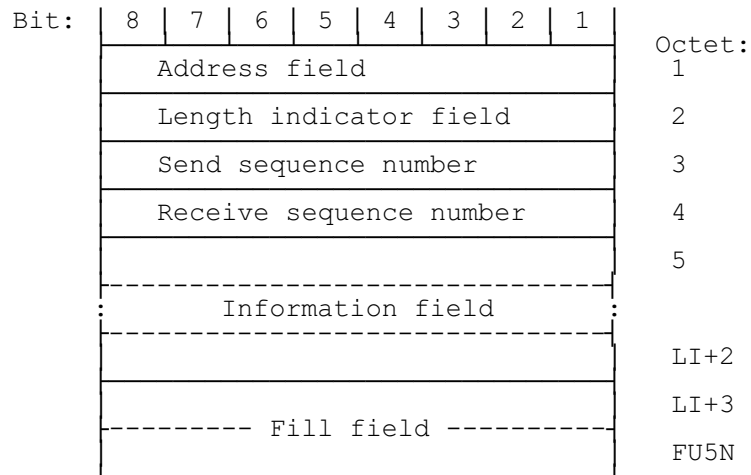 Bit: 8 7 6 5 4 3 2 1
Octet:
Address field 1
Length indicator field 2
Send sequence number 3
Receive sequence number 4
5
Information field
LI+2
LI+3
Fill field
FU5N